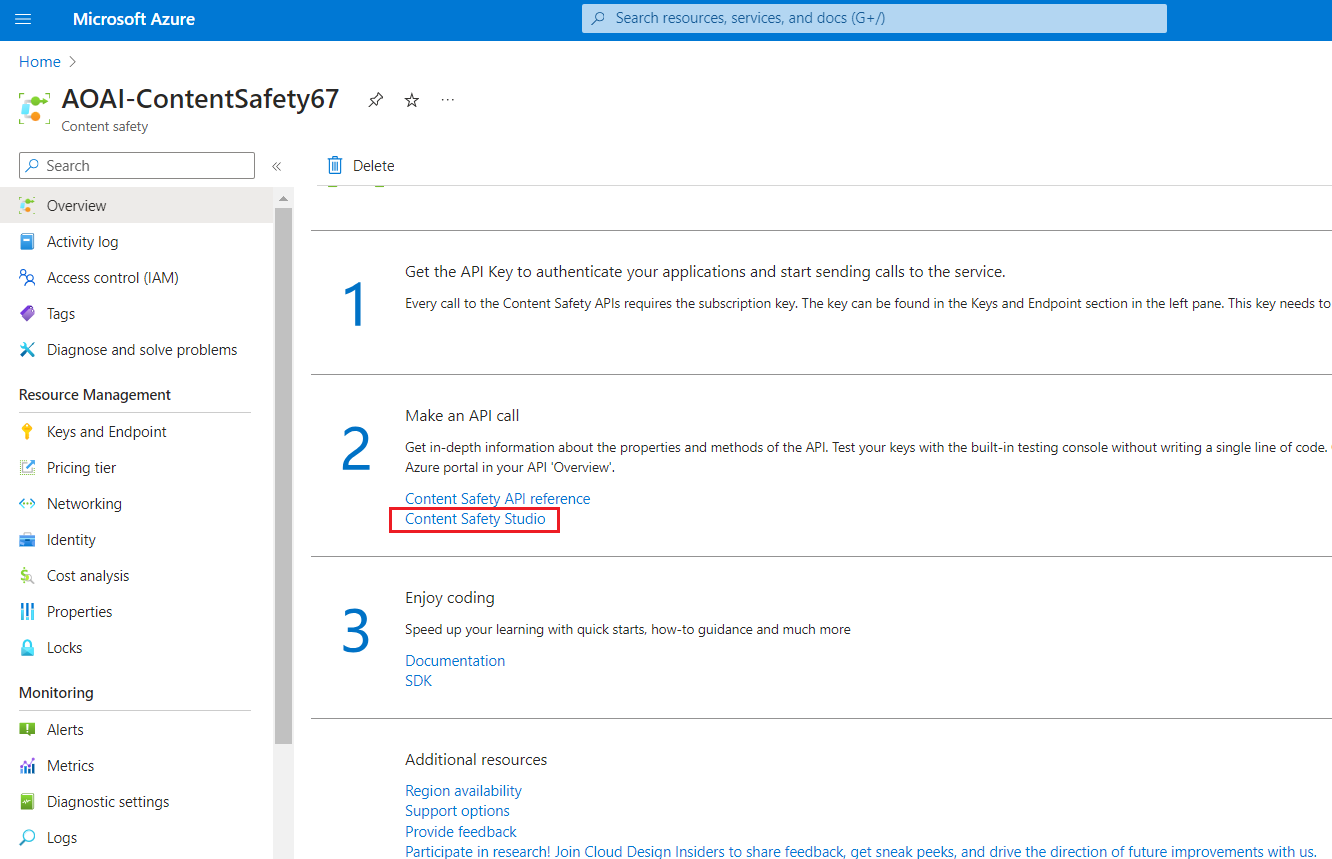 Microsoft Azure
Search resources, services, and docs (G+/)
Home
AOAI-ContentSafety67
Content safety
Search
Delete
Overview
Activity log
Access control (IAM)
Tags
Diagnose and solve problems
Resource Management
Keys and Endpoint
Pricing tier
Networking
Identity
Cost analysis
Properties
Locks
Monitoring
Alerts
Metrics
Diagnostic settings
Logs
1
Get the API Key to authenticate your applications and start sending calls to the service.
Every call to the Content Safety APIs requires the subscription key. The key can be found in the Keys and Endpoint section in the left pane. This key needs to
2
Make an API call
Get in-depth information about the properties and methods of the API. Test your keys with the built-in testing console without writing a single line of code.
Azure portal in your API 'Overview'.
Content Safety API reference
Content Safety Studio
3
Enjoy coding
Speed up your learning with quick starts, how-to guidance and much more
Documentation
SDK
Additional resources
Region availability
Support options
Provide feedback
Participate in research! Join Cloud Design Insiders to share feedback, get sneak peeks, and drive the direction of future improvements with us.